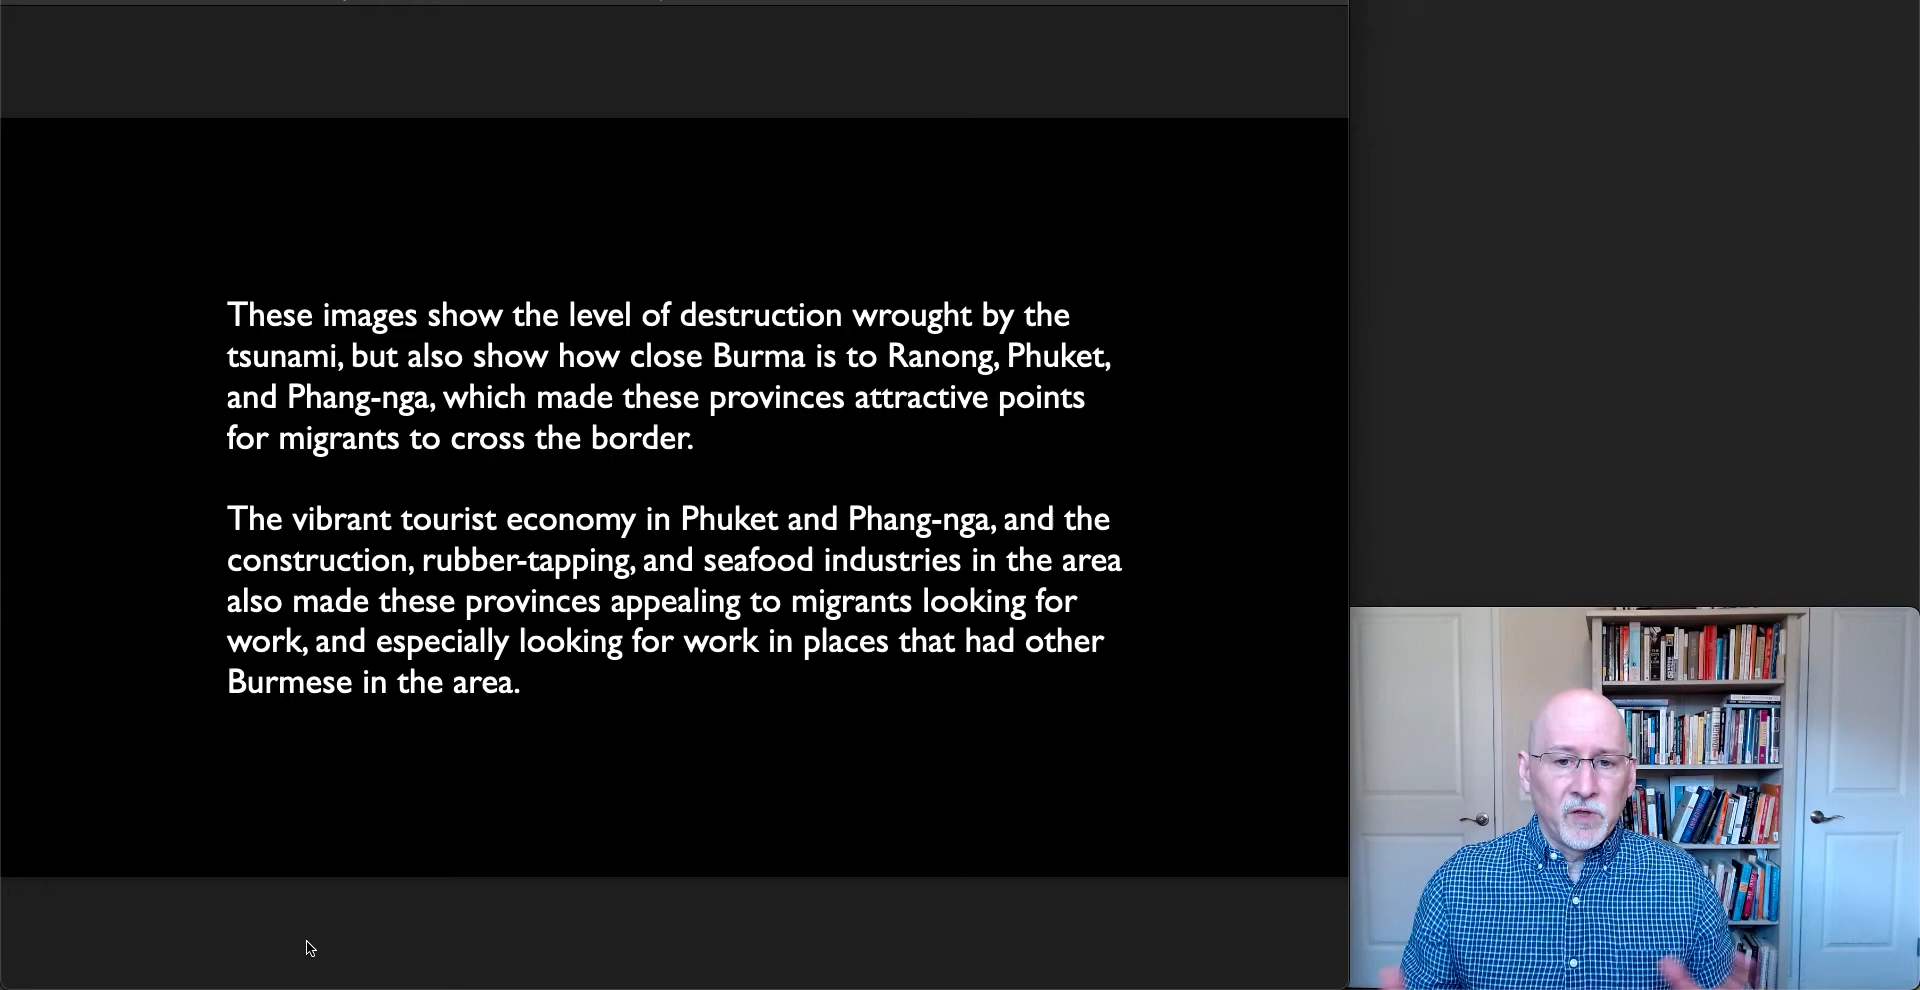 These images show the level of destruction wrought by the
tsunami, but also show how close Burma is to Ranong, Phuket,
and Phang-nga, which made these provinces attractive points
for migrants to cross the border.
The vibrant tourist economy in Phuket and Phang-nga, and the
construction, rubber-tapping, and seafood industries in the area
also made these provinces appealing to migrants looking for
work, and especially looking for work in places that had other
Burmese in the area.